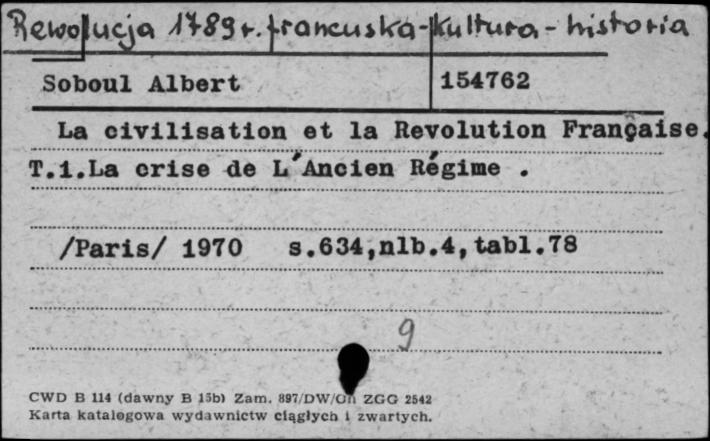 Rewolucja 1789 r. francuska - kultura - historia
Soboul Albert 154762
La civilisation et la Revolution Française.
T.1.La crise de L'Ancien Régime .
/Paris/ 1970 s.634,nlb.4,tabl.78
9
CWD B 114 (dawny B 15b) Zam. 897/DW/Gn ZGG 2542
Karta katalogowa wydawnictw ciągłych i zwartych.